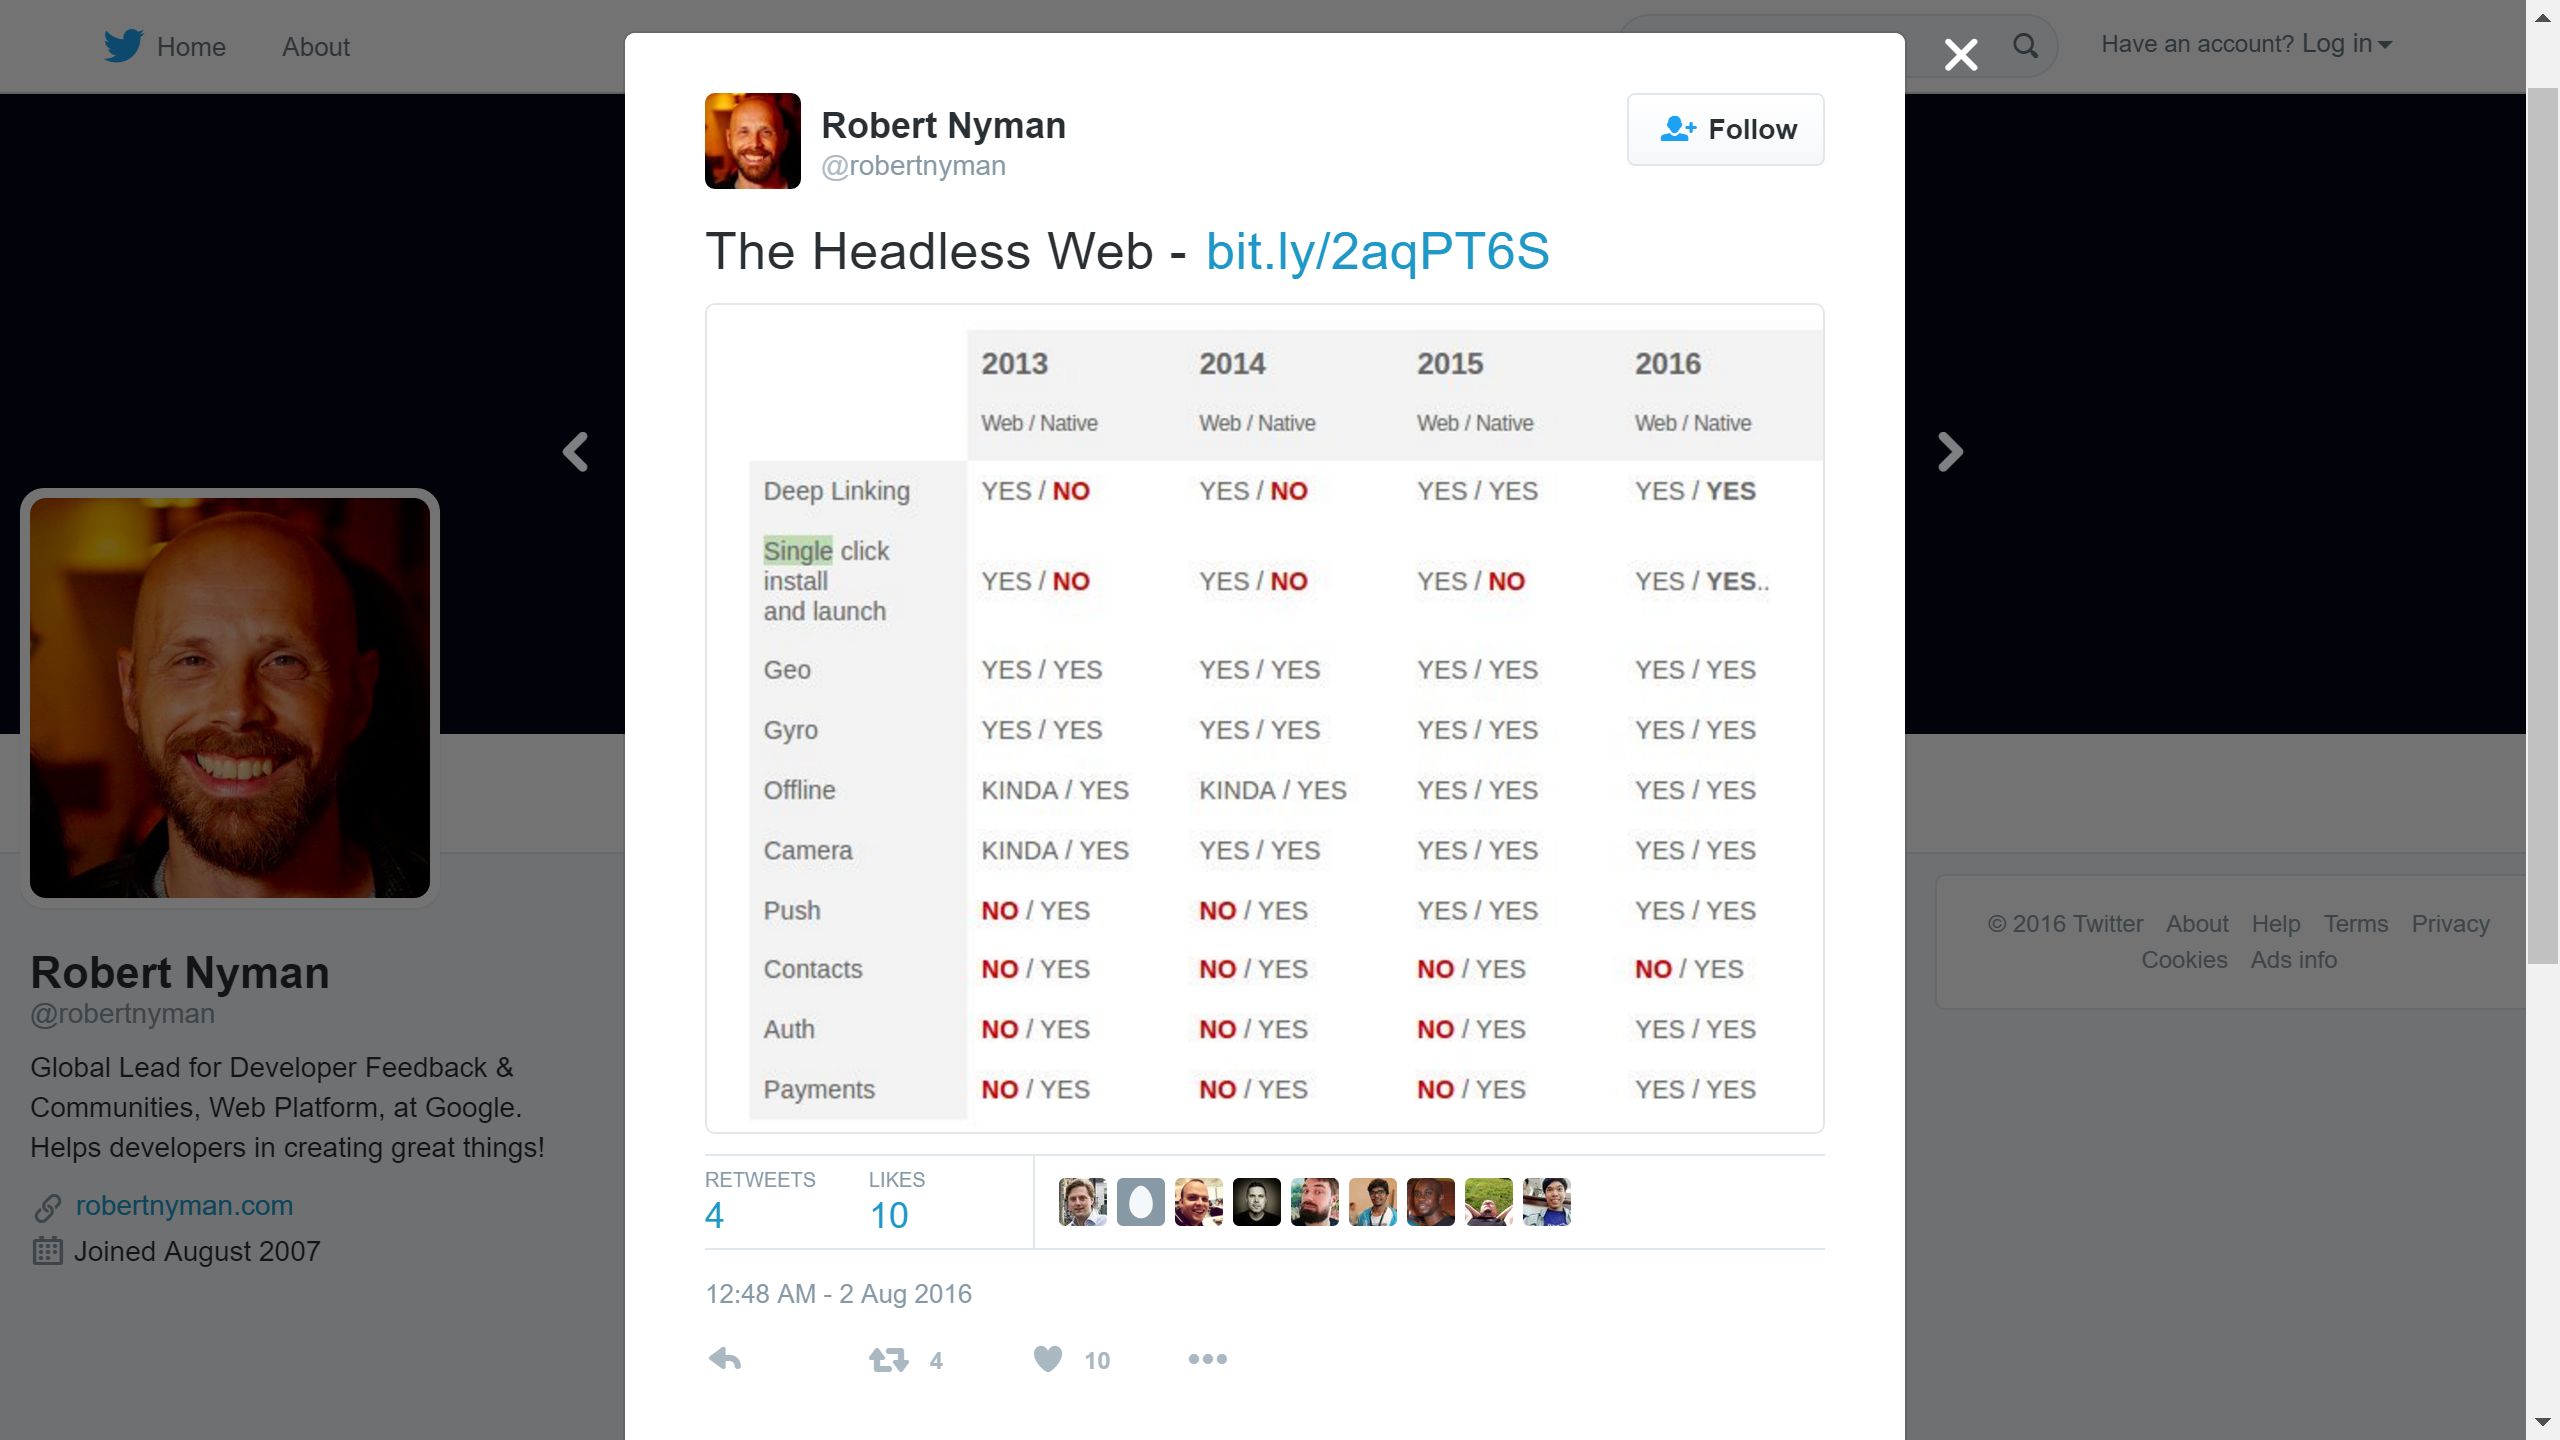 Home About
Have an account? Log in
Robert Nyman
@robertnyman
Follow
The Headless Web - bit.ly/2aqPT6S
2013 2014 2015 2016
Web / Native Web / Native Web / Native Web / Native
Deep Linking YES / NO YES / NO YES / YES YES / YES
Single click
install YES / NO YES / NO YES / NO YES / YES..
and launch
Geo YES / YES YES / YES YES / YES YES / YES
Gyro YES / YES YES / YES YES / YES YES / YES
Offline KINDA / YES KINDA / YES YES / YES YES / YES
Camera KINDA / YES YES / YES YES / YES YES / YES
Push NO / YES NO / YES YES / YES YES / YES
Contacts NO / YES NO / YES NO / YES NO / YES
Auth NO / YES NO / YES NO / YES YES / YES
Payments NO / YES NO / YES NO / YES YES / YES
RETWEETS LIKES
4 10
12:48 AM - 2 Aug 2016
4 10
Robert Nyman
@robertnyman
Global Lead for Developer Feedback &
Communities, Web Platform, at Google.
Helps developers in creating great things!
robertnyman.com
Joined August 2007
© 2016 Twitter About Help Terms Privacy
Cookies Ads info